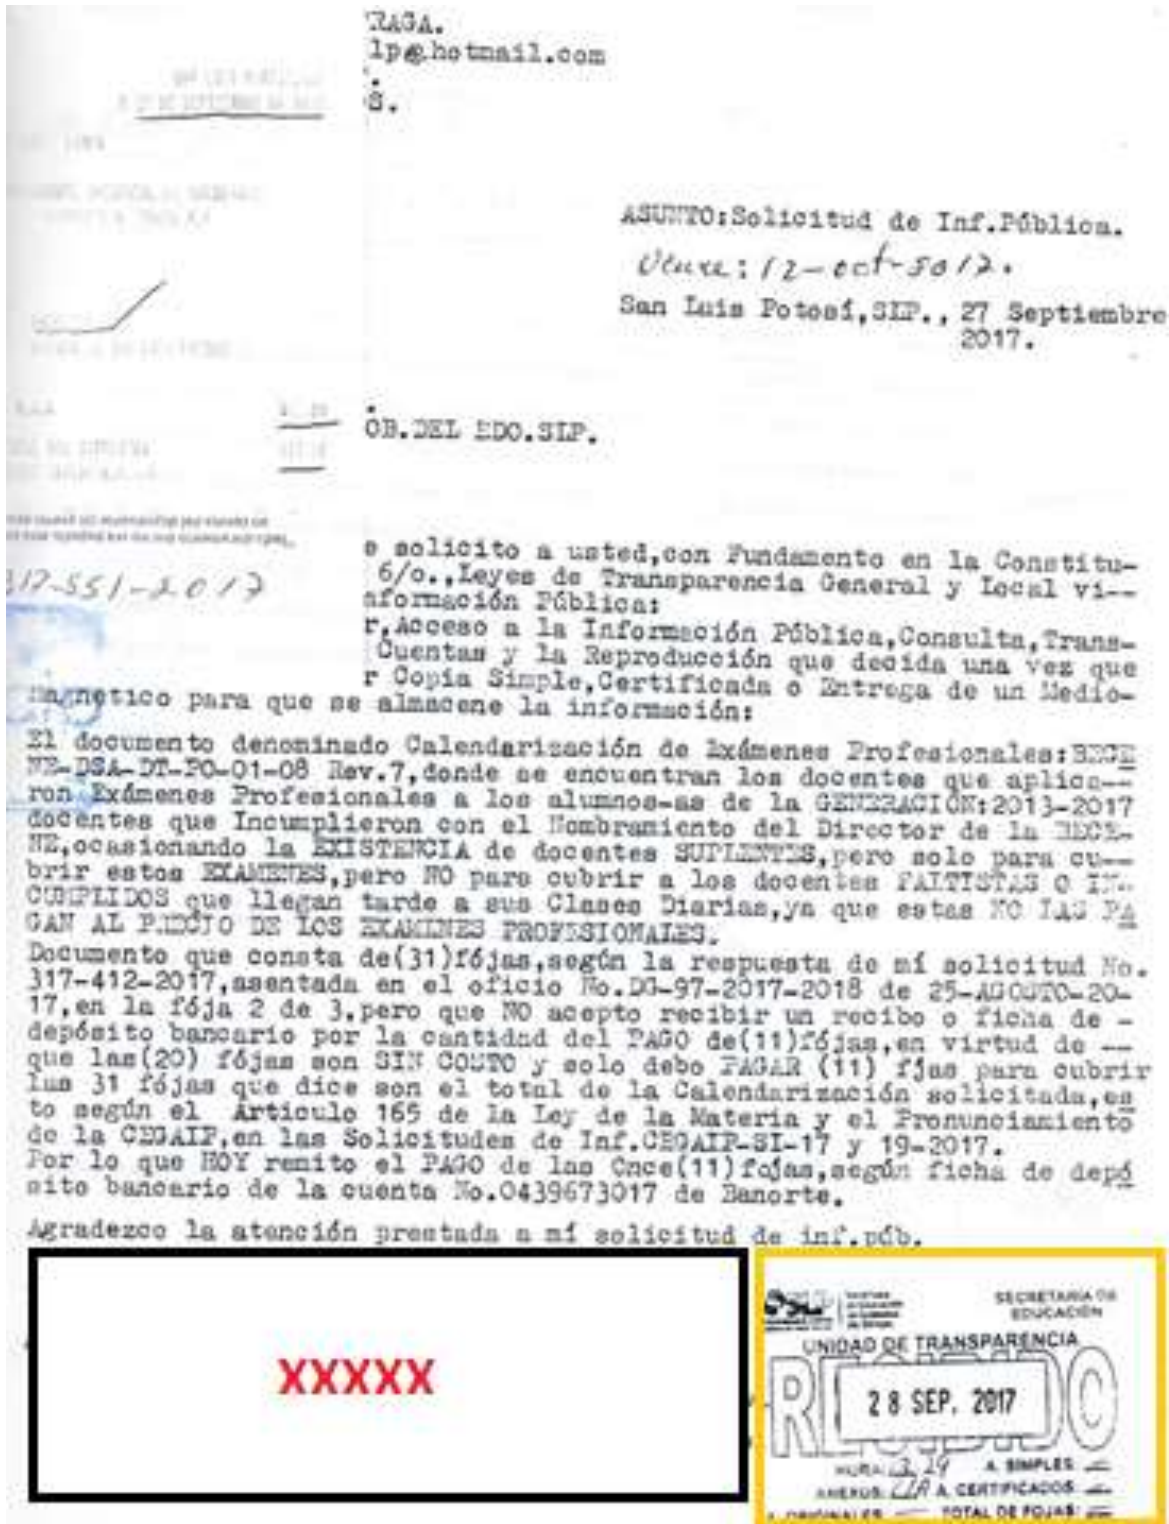 RAGA.
lp@hotmail.com
S.
ASUNTO:Solicitud de Inf.Pública.
12-oct-
San Luis Potosí,SLP., 27 Septiembre
2017.
OB.DEL EDO.SLP.
317-551-2017
e solicito a usted,con Fundamento en la Constitu-
6/o.,Leyes de Transparencia General y Local vi--
nformación Pública:
r,Acceso a la Información Pública,Consulta,Trans-
Cuentas y la Reproducción que decida una vez que
r Copia Simple,Certificada o Entrega de un Medio-
Magnético para que se almacene la información:
El documento denominado Calendarización de Exámenes Profesionales:BECE
NE-DSA-DT-PO-01-08 Rev.7,donde se encuentran los docentes que aplica--
ron Exámenes Profesionales a los alumnos-as de la GENERACIÓN:2013-2017
docentes que Incumplieron con el Nombramiento del Director de la BECE-
NE,ocasionando la EXISTENCIA de docentes SUPLENTES,pero solo para cu--
brir estos EXAMENES,pero NO para cubrir a los docentes FALTISTAS O IN-
CUMPLIDOS que llegan tarde a sus Clases Diarias,ya que estas NO LAS PA
GAN AL PRECIO DE LOS EXAMENES PROFESIONALES.
Documento que consta de(31)fójas,según la respuesta de mí solicitud No.
317-412-2017,asentada en el oficio No.DG-97-2017-2018 de 25-AGOSTO-20-
17,en la fója 2 de 3,pero que NO acepto recibir un recibo o ficha de -
depósito bancario por la cantidad del PAGO de(11)fójas,en virtud de --
que las(20) fójas son SIN COSTO y solo debo PAGAR (11) fjas para cubrir
las 31 fójas que dice son el total de la Calendarización solicitada,es
to según el Articulo 165 de la Ley de la Materia y el Pronunciamiento
de la CEGAIP,en las Solicitudes de Inf.CEGAIP-SI-17 y 19-2017.
Por lo que HOY remito el PAGO de las Once(11)fojas,según ficha de depó
sito bancario de la cuenta No.0439673017 de Banorte.
Agradezco la atención prestada a mí solicitud de inf.púb.
XXXXX
SECRETARIA DE
EDUCACIÓN
UNIDAD DE TRANSPARENCIA
RECIBIDO
28 SEP. 2017
HORA: 13 29 A. SIMPLES
ANEXOS: A. CERTIFICADOS
A. ORIGINALES TOTAL DE FOJAS: